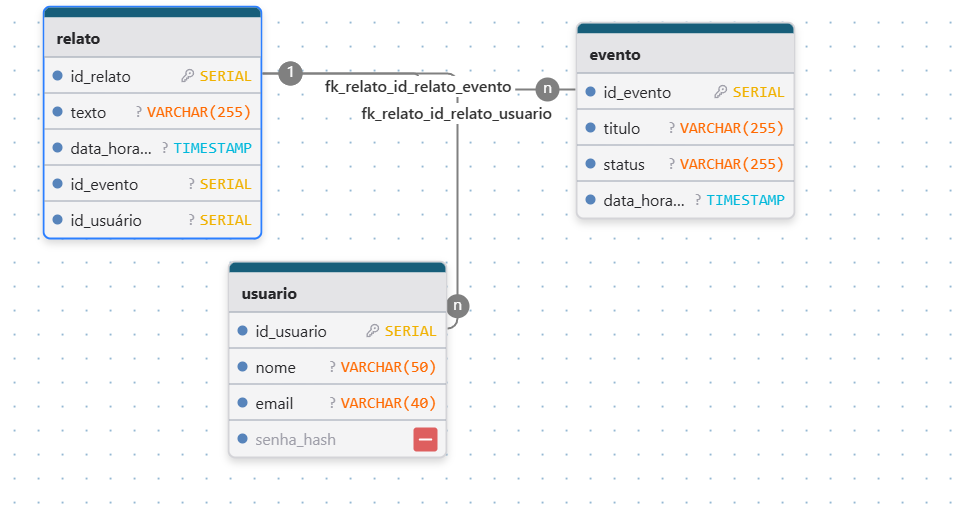 relato
id_relato SERIAL
texto ? VARCHAR(255)
data_hora... ? TIMESTAMP
id_evento ? SERIAL
id_usuário ? SERIAL
1
fk_relato_id_relato_evento
n
fk_relato_id_relato_usuario
evento
id_evento SERIAL
titulo ? VARCHAR(255)
status ? VARCHAR(255)
data_hora... ? TIMESTAMP
n
usuario
id_usuario SERIAL
nome ? VARCHAR(50)
email ? VARCHAR(40)
senha_hash